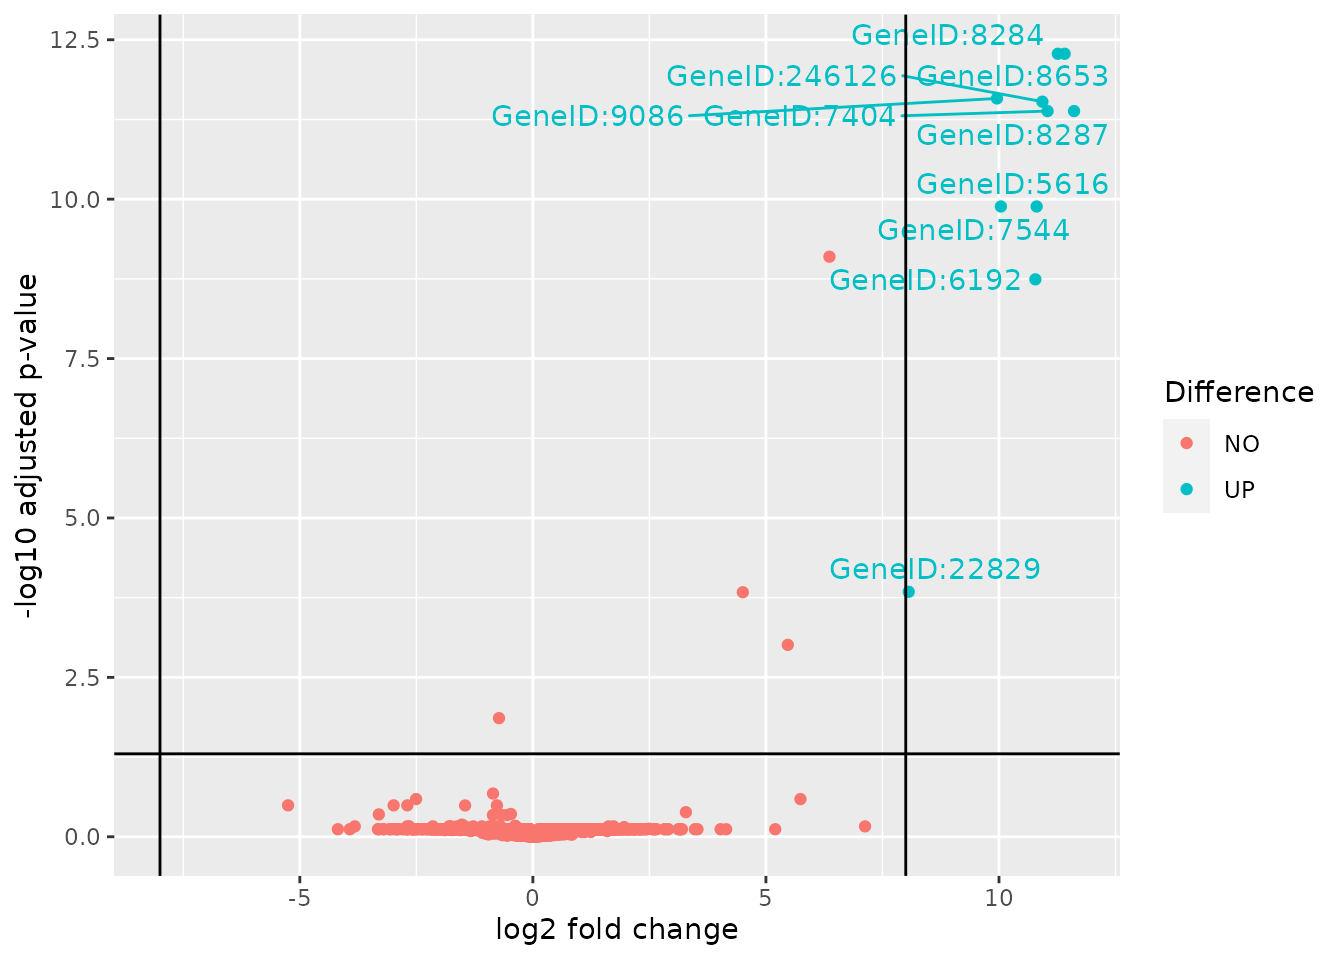 12.5
10.0
7.5
5.0
2.5
0.0
-log10 adjusted p-value
GeneID:8284
GeneID:246126
GeneID:8653
GeneID:9086
GeneID:7404
GeneID:8287
GeneID:5616
GeneID:7544
GeneID:6192
GeneID:22829
-5
0
5
10
log2 fold change
Difference
NO
UP